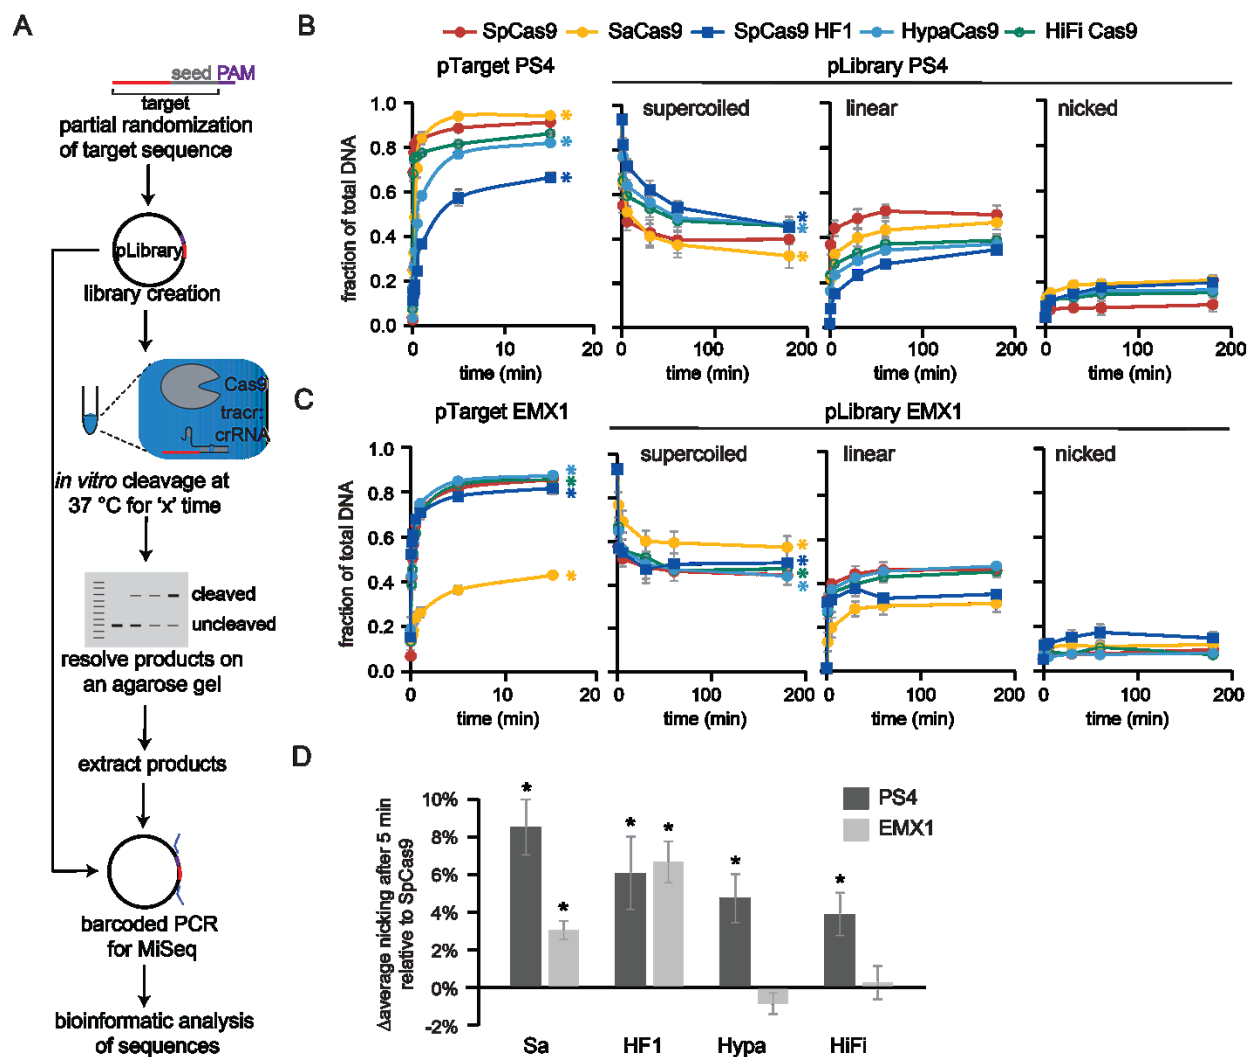 A
seed PAM
target
partial randomization
of target sequence
pLibrary
library creation
Cas9
tracr:
crRNA
in vitro cleavage at
37 °C for ‘x’ time
cleaved
uncleaved
resolve products on
an agarose gel
extract products
barcoded PCR
for MiSeq
bioinformatic analysis
of sequences
B
SpCas9 SaCas9 SpCas9 HF1 HypaCas9 HiFi Cas9
pTarget PS4 pLibrary PS4
supercoiled linear nicked
fraction of total DNA
1.0
0.8
0.6
0.4
0.2
0.0
* * *
* * *
0 10 20
0 100 200
0 100 200
0 100 200
time (min) time (min) time (min) time (min)
C
pTarget EMX1 pLibrary EMX1
supercoiled linear nicked
fraction of total DNA
1.0
0.8
0.6
0.4
0.2
0.0
* * * *
* * * *
0 10 20
0 100 200
0 100 200
0 100 200
time (min) time (min) time (min) time (min)
D
Δaverage nicking after 5 min
relative to SpCas9
10%
8%
6%
4%
2%
0%
-2%
* * * * * *
PS4
EMX1
Sa HF1 Hypa HiFi